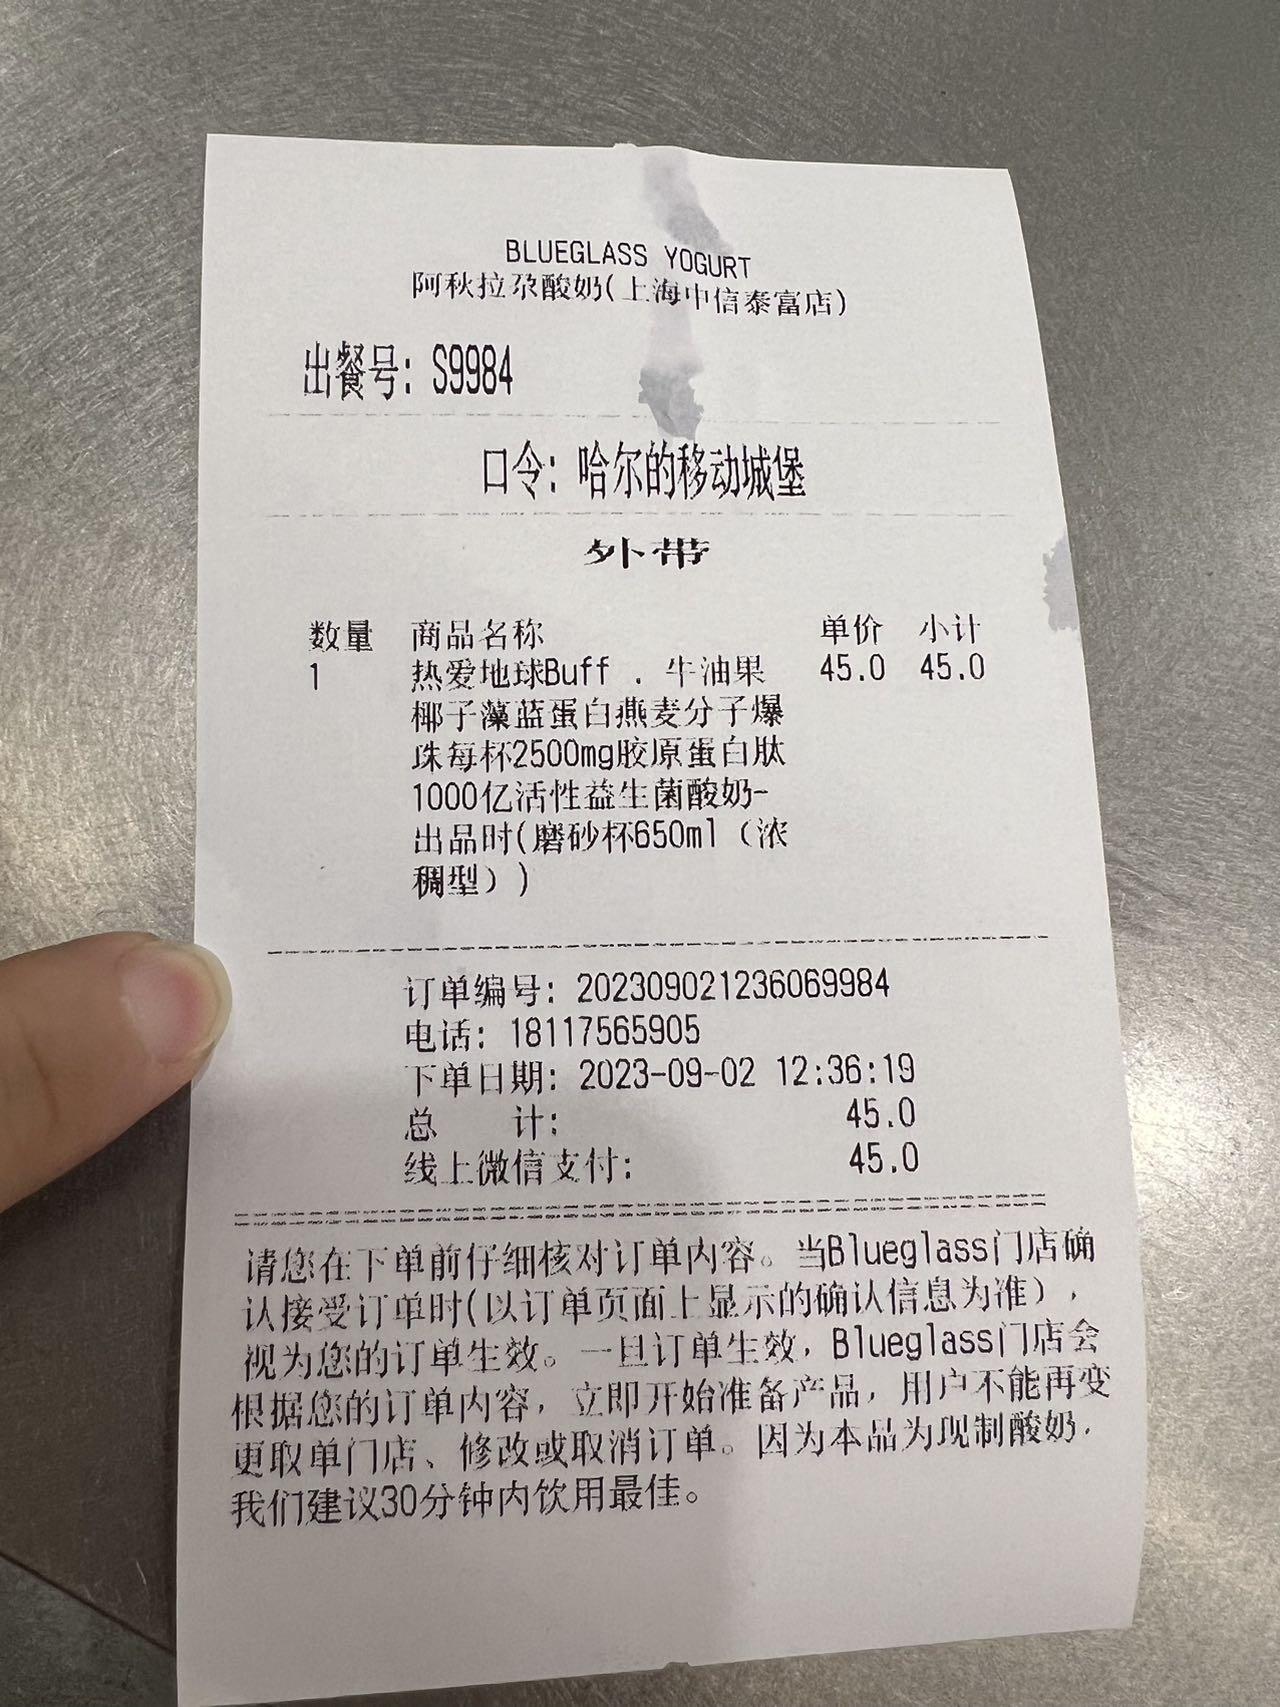 BLUEGLASS YOGURT
阿秋拉尕酸奶(上海中信泰富店)
出餐号: S9984
口令: 哈尔的移动城堡
外带
数量 商品名称 单价 小计
1 热爱地球Buff . 牛油果 45.0 45.0
椰子藻蓝蛋白燕麦分子爆
珠每杯2500mg胶原蛋白肽
1000亿活性益生菌酸奶-
出品时(磨砂杯650ml（浓
稠型）)
订单编号: 202309021236069984
电话: 18117565905
下单日期: 2023-09-02 12:36:19
总 计: 45.0
线上微信支付: 45.0
请您在下单前仔细核对订单内容。当Blueglass门店确
认接受订单时(以订单页面上显示的确认信息为准)，
视为您的订单生效。一旦订单生效，Blueglass门店会
根据您的订单内容，立即开始准备产品，用户不能再变
更取单门店、修改或取消订单。因为本品为现制酸奶，
我们建议30分钟内饮用最佳。